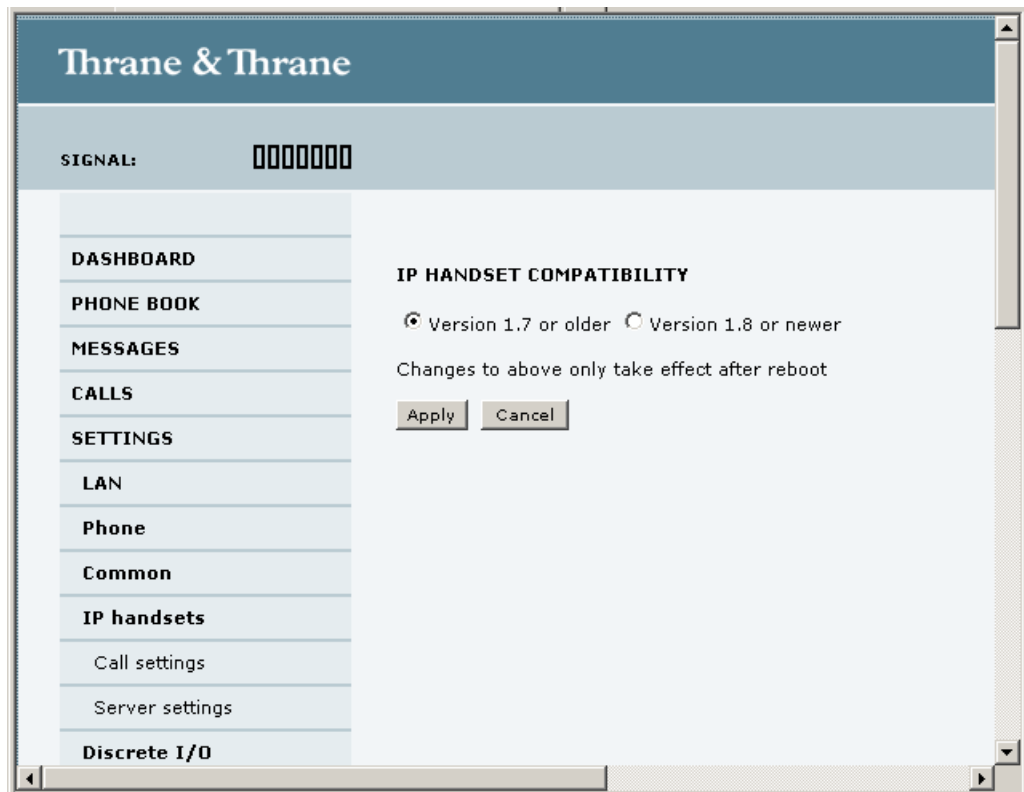 Thrane & Thrane
SIGNAL:
DASHBOARD
PHONE BOOK
MESSAGES
CALLS
SETTINGS
LAN
Phone
Common
IP handsets
Call settings
Server settings
Discrete I/O
IP HANDSET COMPATIBILITY
Version 1.7 or older Version 1.8 or newer
Changes to above only take effect after reboot
Apply Cancel